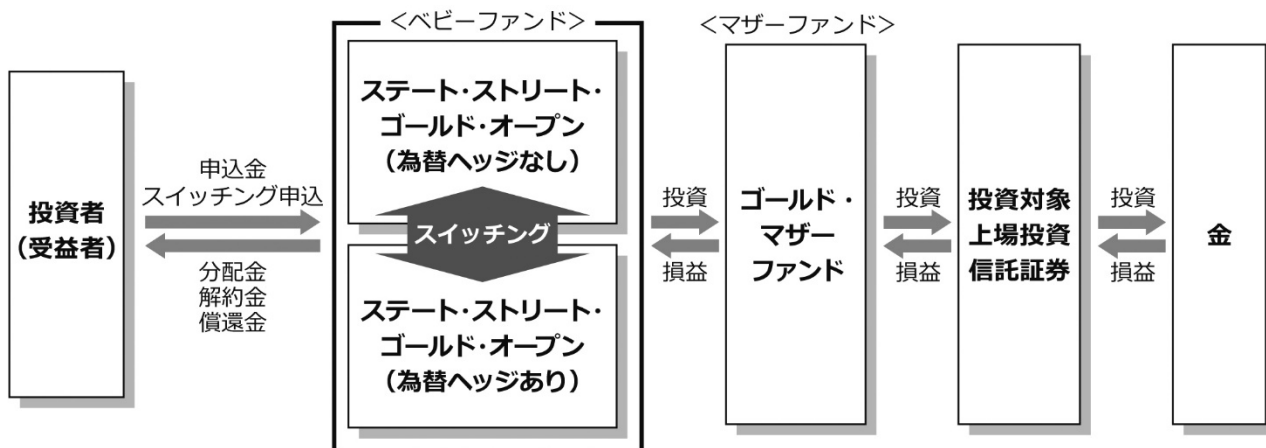 <ベビーファンド>
<マザーファンド>
投資者
(受益者)
申込金
スイッチング申込
分配金
解約金
償還金
ステート・ストリート・
ゴールド・オープン
(為替ヘッジなし)
スイッチング
ステート・ストリート・
ゴールド・オープン
(為替ヘッジあり)
投資
損益
ゴールド・
マザー
ファンド
投資
損益
投資対象
上場投資
信託証券
投資
損益
金